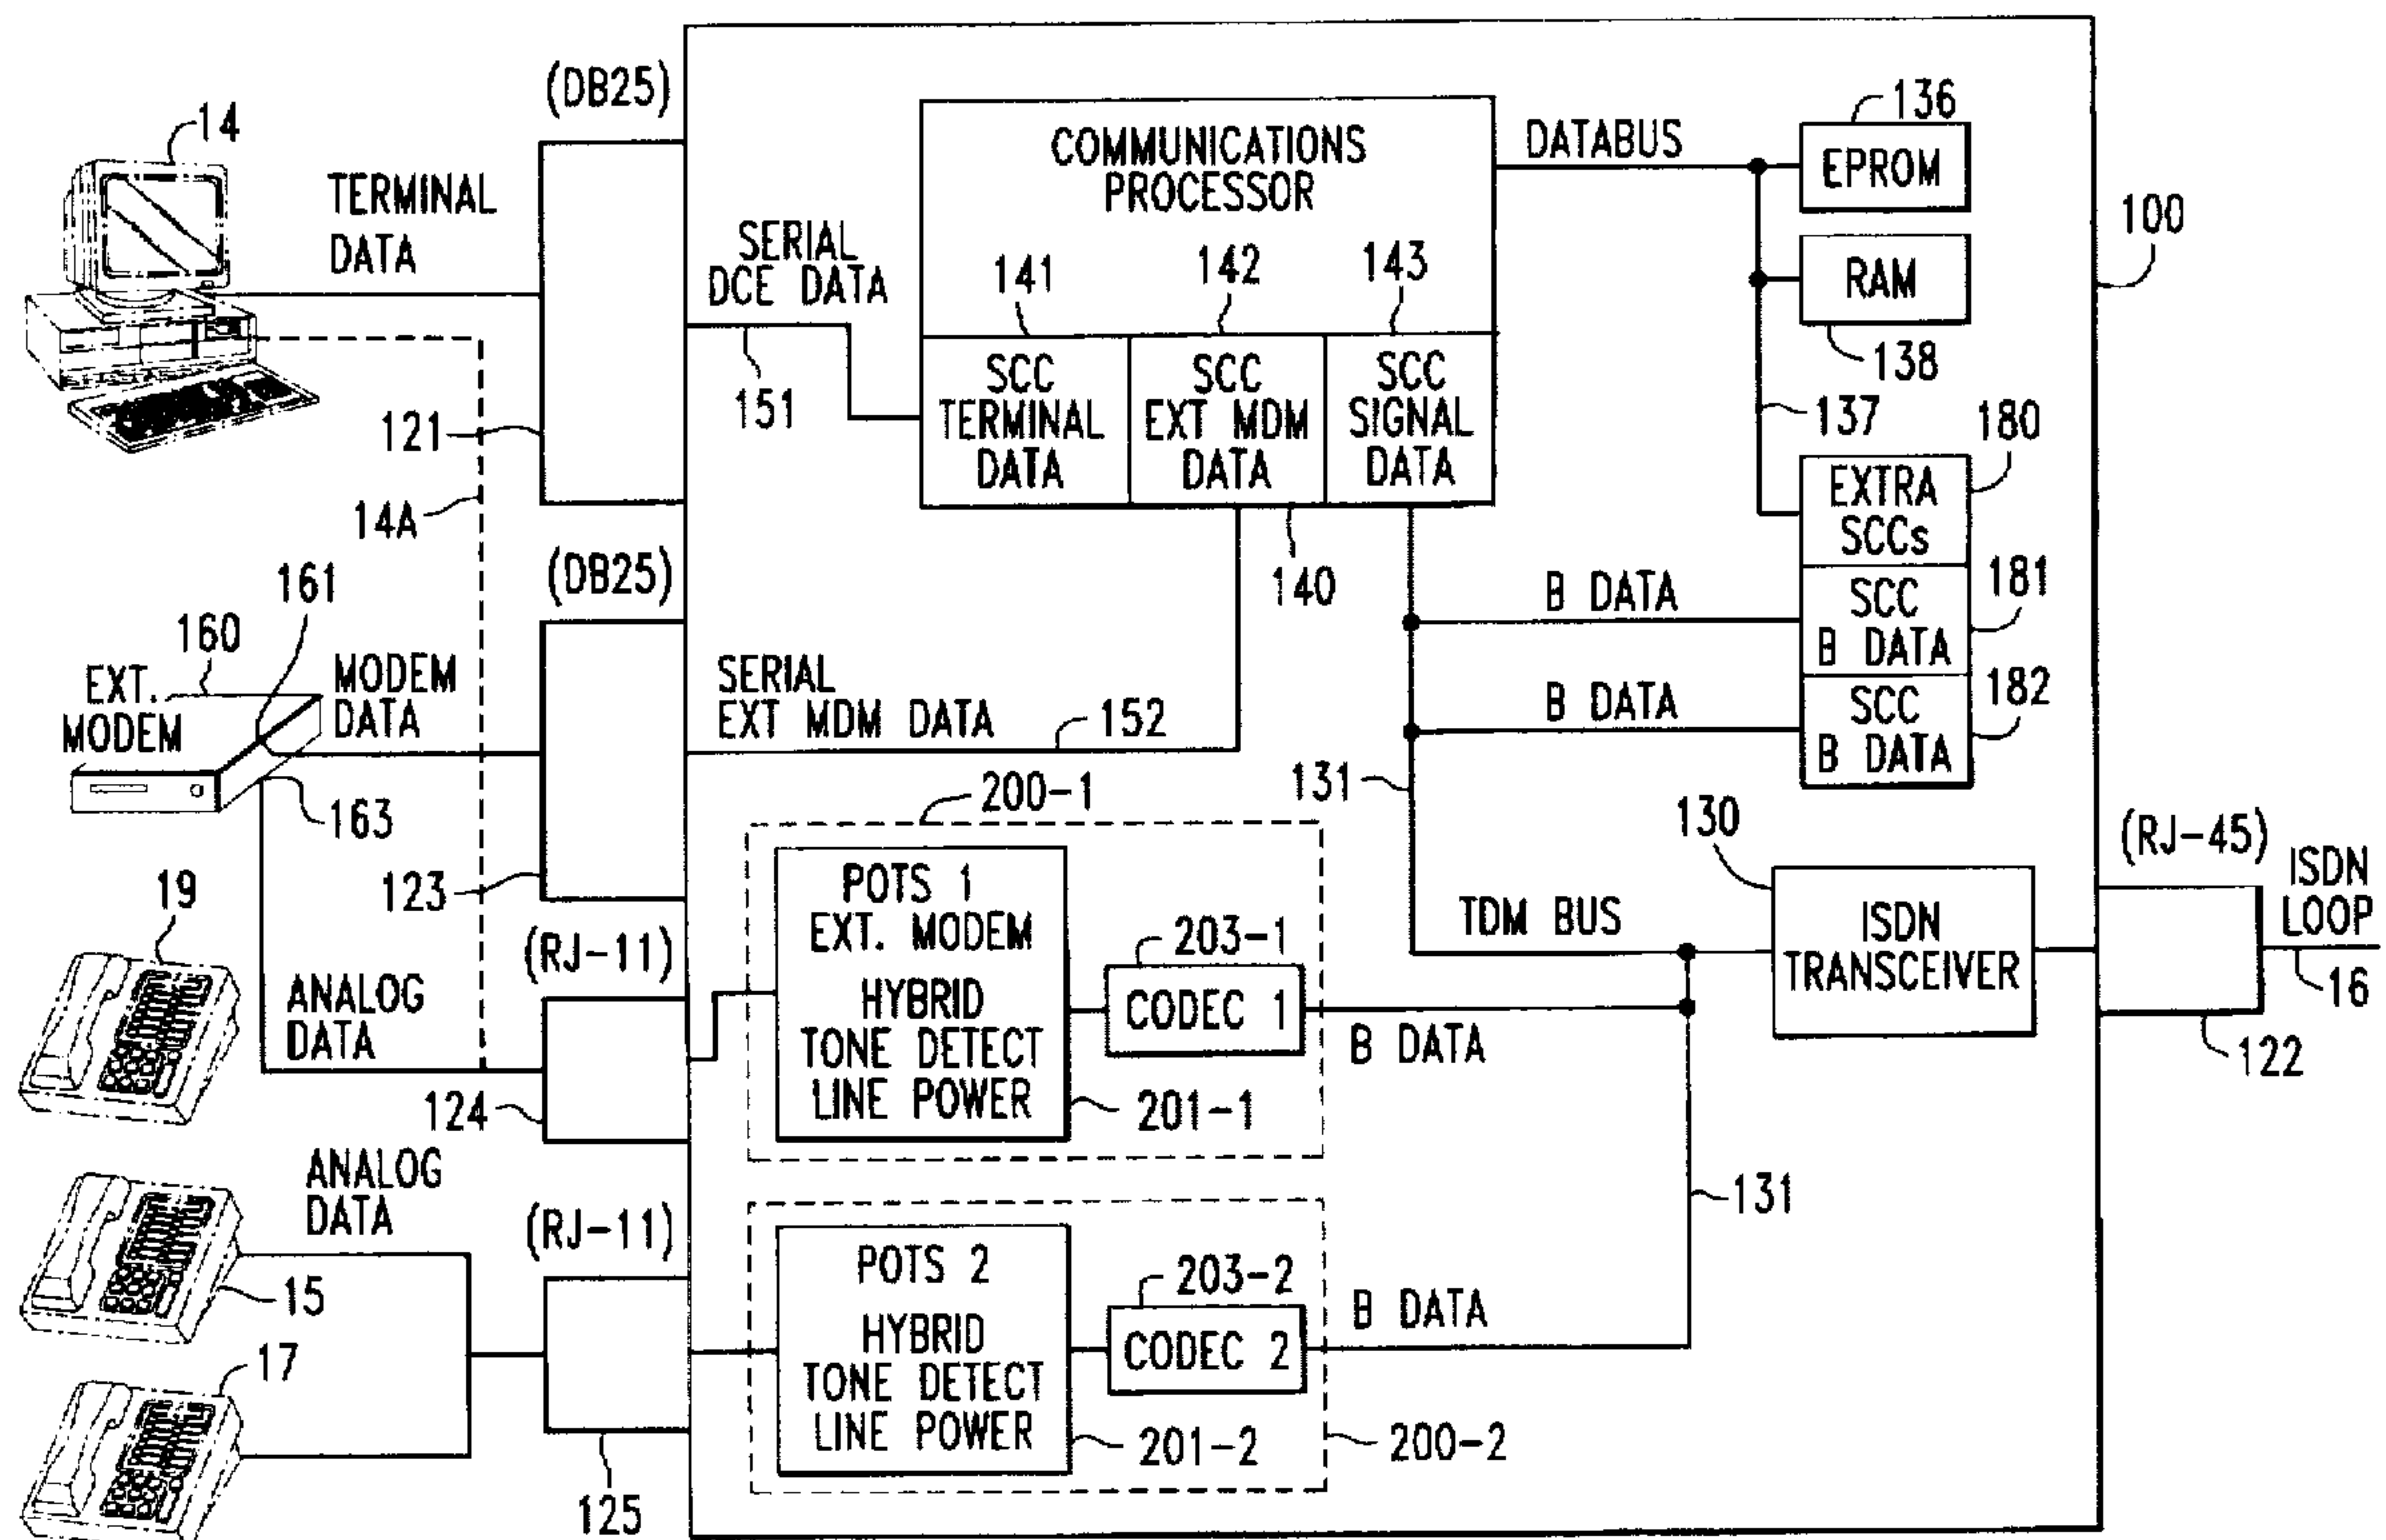 14
TERMINAL
DATA
(DB25)
121
14A
SERIAL
DCE DATA
151
COMMUNICATIONS
PROCESSOR
141
142
143
SCC
TERMINAL
DATA
SCC
EXT MDM
DATA
SCC
SIGNAL
DATA
140
DATABUS
136
EPROM
RAM
138
137
100
180
EXTRA
SCCs
181
SCC
B DATA
182
SCC
B DATA
B DATA
B DATA
131
160
161
EXT.
MODEM
MODEM
DATA
163
(DB25)
123
SERIAL
EXT MDM DATA
152
200-1
POTS 1
EXT. MODEM
HYBRID
TONE DETECT
LINE POWER
201-1
203-1
CODEC 1
B DATA
TDM BUS
130
ISDN
TRANSCEIVER
(RJ-45)
ISDN
LOOP
16
122
19
ANALOG
DATA
(RJ-11)
124
ANALOG
DATA
15
17
(RJ-11)
125
POTS 2
HYBRID
TONE DETECT
LINE POWER
201-2
203-2
CODEC 2
B DATA
131
200-2